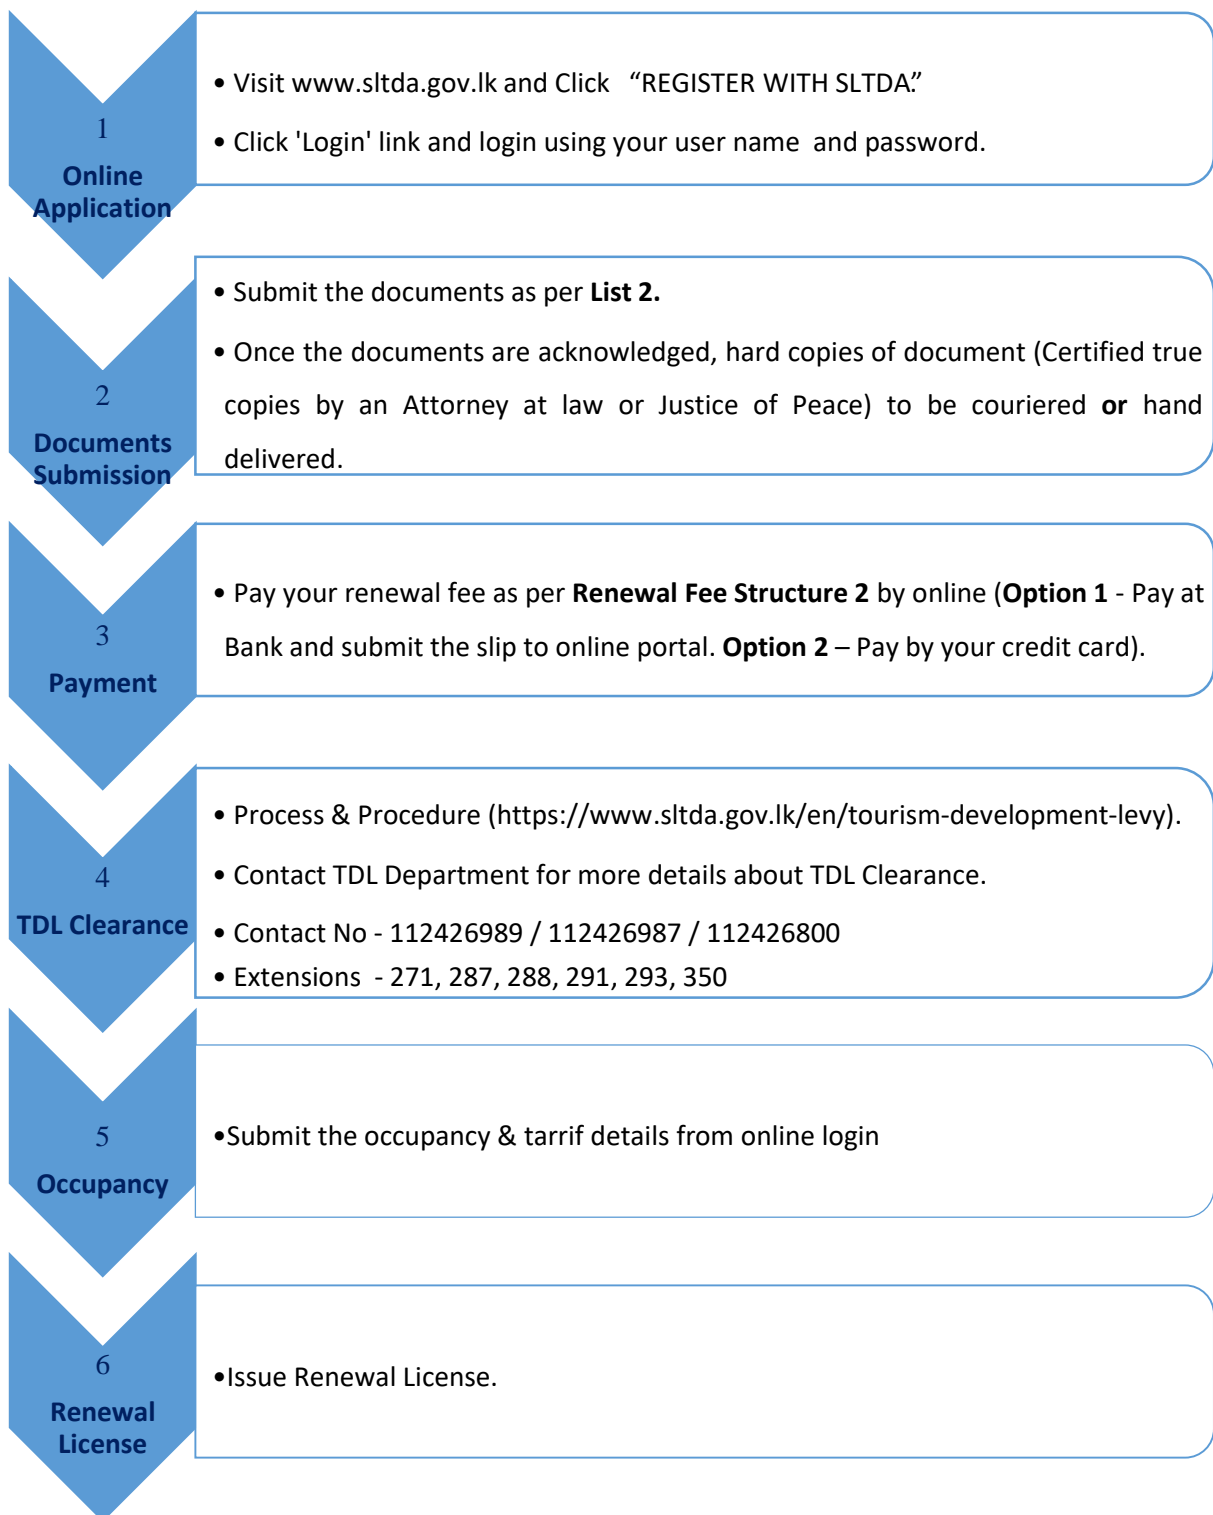 • Visit www.sltda.gov.lk and Click “REGISTER WITH SLTDA”.
• Click 'Login' link and login using your user name and password.
1
Online
Application
• Submit the documents as per List 2.
• Once the documents are acknowledged, hard copies of document (Certified true
copies by an Attorney at law or Justice of Peace) to be couriered or hand
delivered.
2
Documents
Submission
• Pay your renewal fee as per Renewal Fee Structure 2 by online (Option 1 - Pay at
Bank and submit the slip to online portal. Option 2 – Pay by your credit card).
3
Payment
• Process & Procedure (https://www.sltda.gov.lk/en/tourism-development-levy).
• Contact TDL Department for more details about TDL Clearance.
• Contact No - 112426989 / 112426987 / 112426800
• Extensions - 271, 287, 288, 291, 293, 350
4
TDL Clearance
•Submit the occupancy & tarrif details from online login
5
Occupancy
•Issue Renewal License.
6
Renewal
License